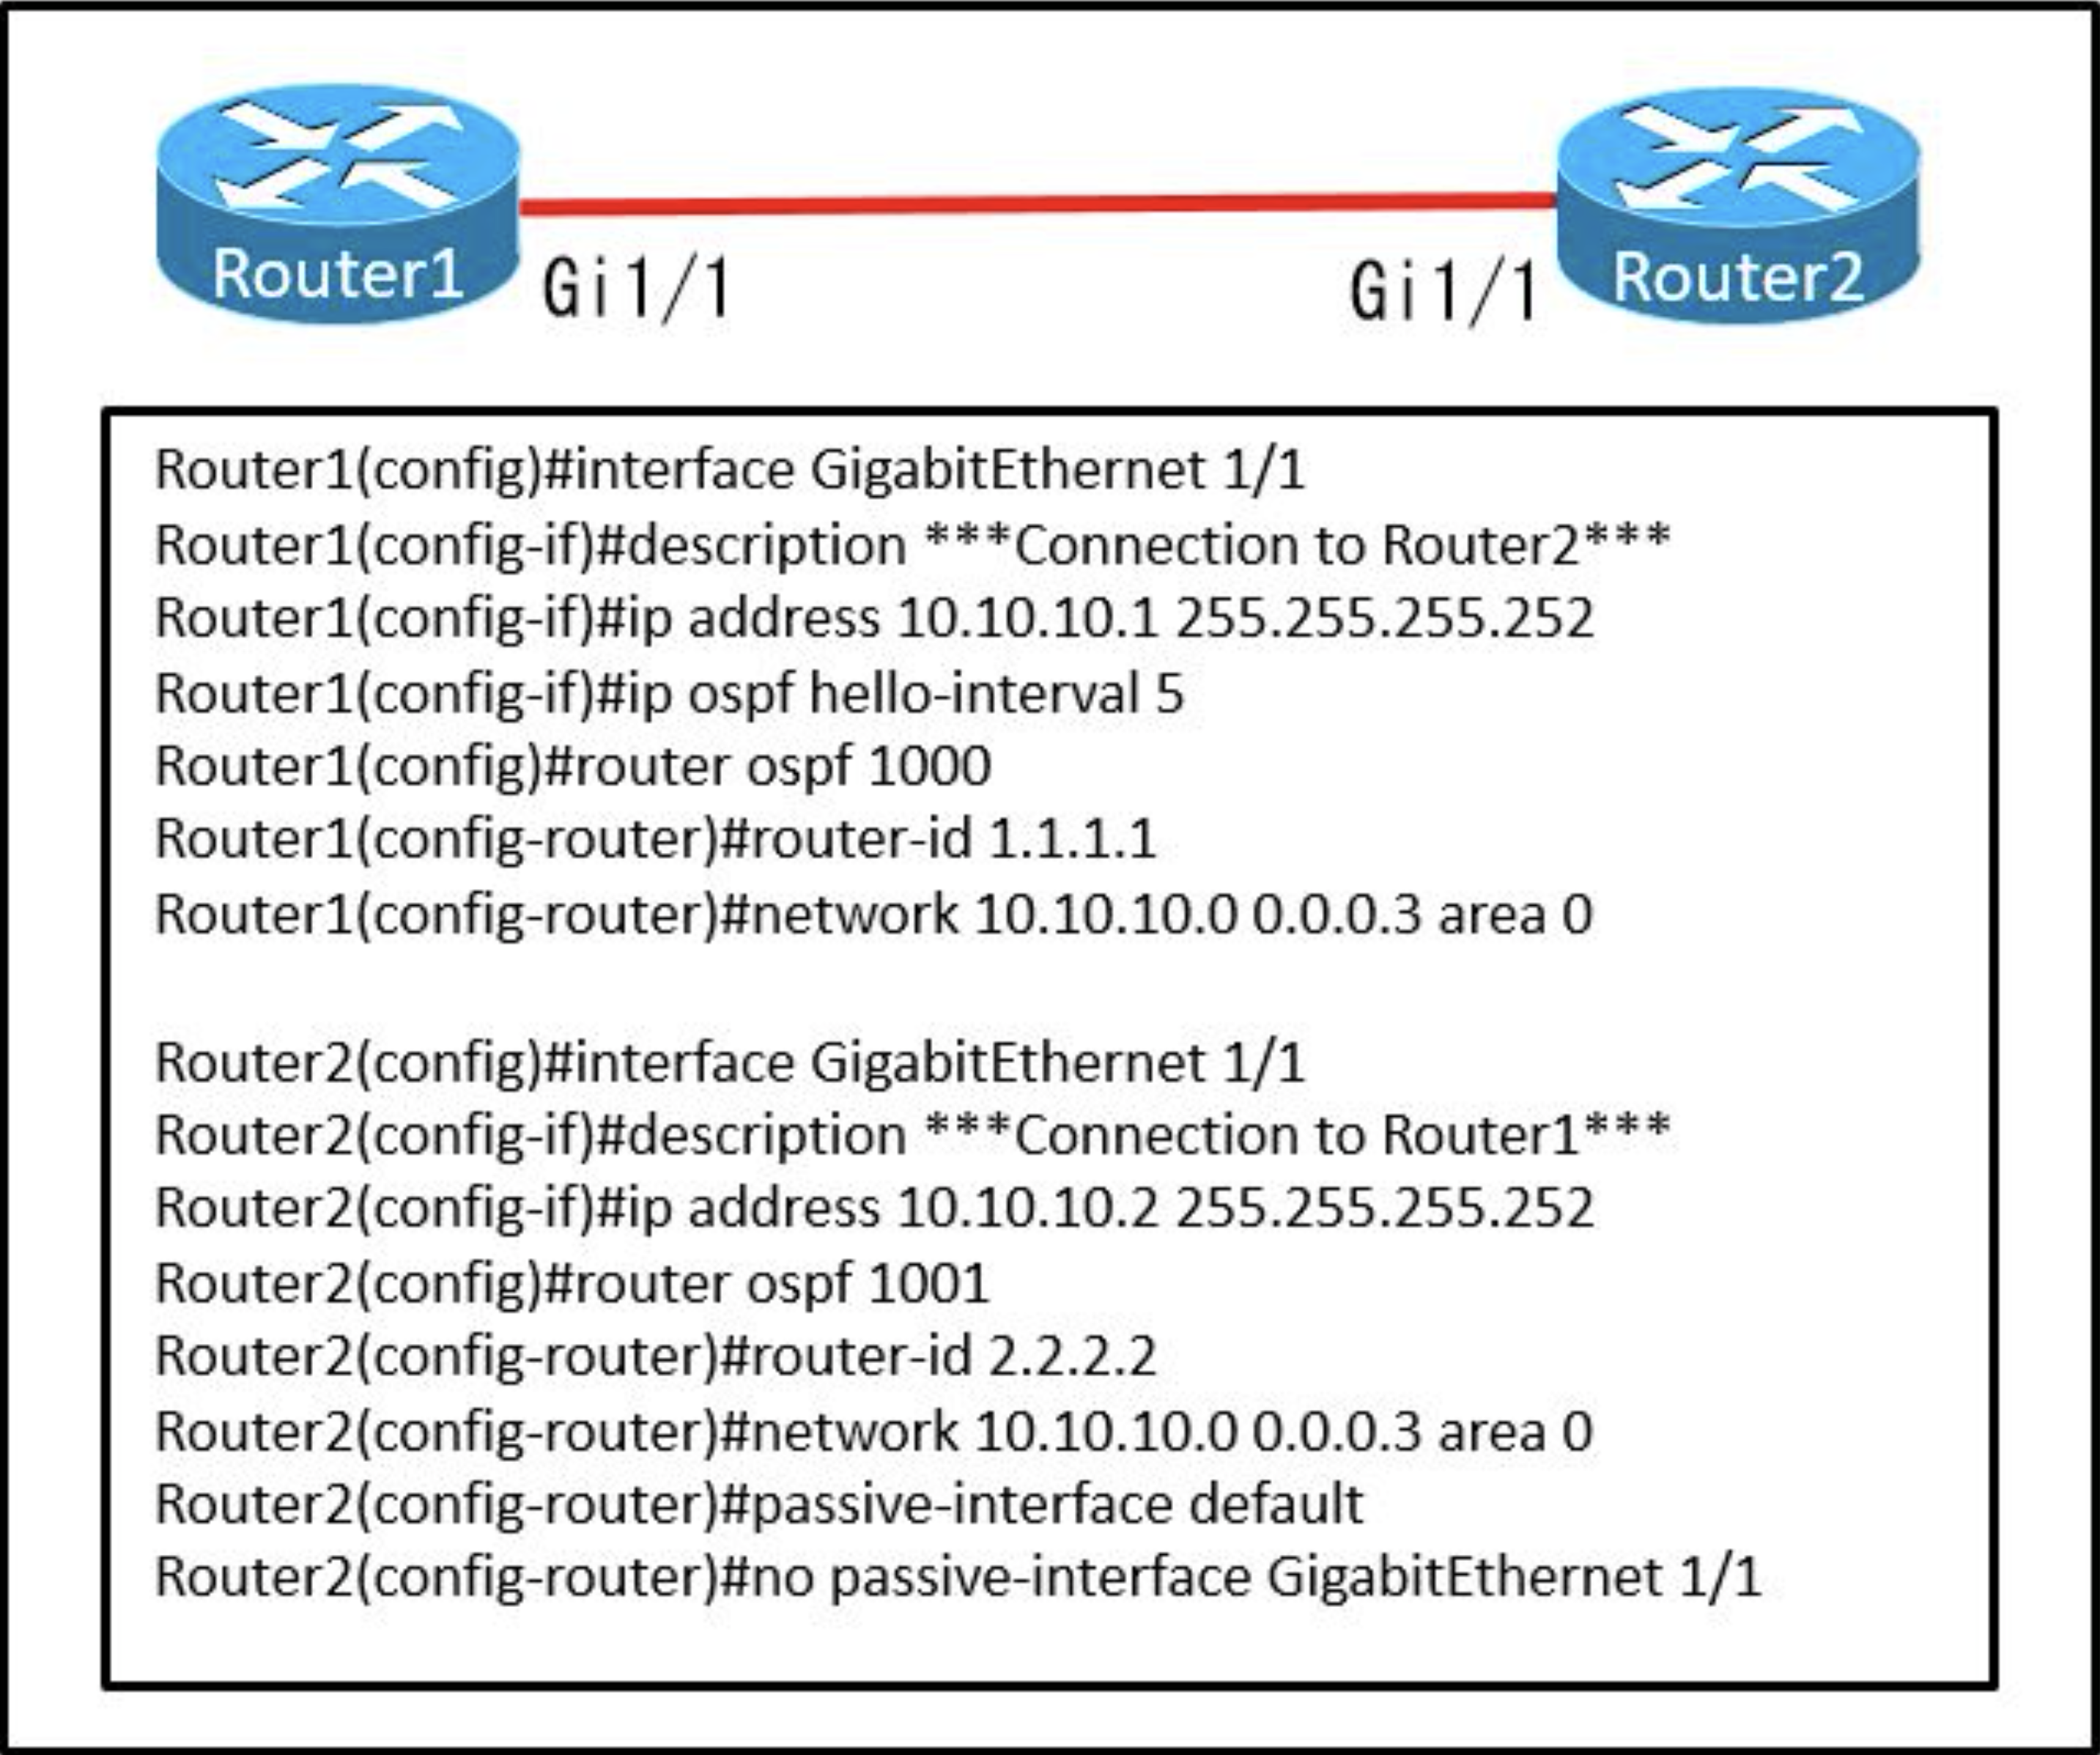 Router1
Router2
Gi1/1
Gi1/1
Router1(config)#interface GigabitEthernet 1/1
Router1(config-if)#description ***Connection to Router2***
Router1(config-if)#ip address 10.10.10.1 255.255.255.252
Router1(config-if)#ip ospf hello-interval 5
Router1(config)#router ospf 1000
Router1(config-router)#router-id 1.1.1.1
Router1(config-router)#network 10.10.10.0 0.0.0.3 area 0
Router2(config)#interface GigabitEthernet 1/1
Router2(config-if)#description ***Connection to Router1***
Router2(config-if)#ip address 10.10.10.2 255.255.255.252
Router2(config)#router ospf 1001
Router2(config-router)#router-id 2.2.2.2
Router2(config-router)#network 10.10.10.0 0.0.0.3 area 0
Router2(config-router)#passive-interface default
Router2(config-router)#no passive-interface GigabitEthernet 1/1